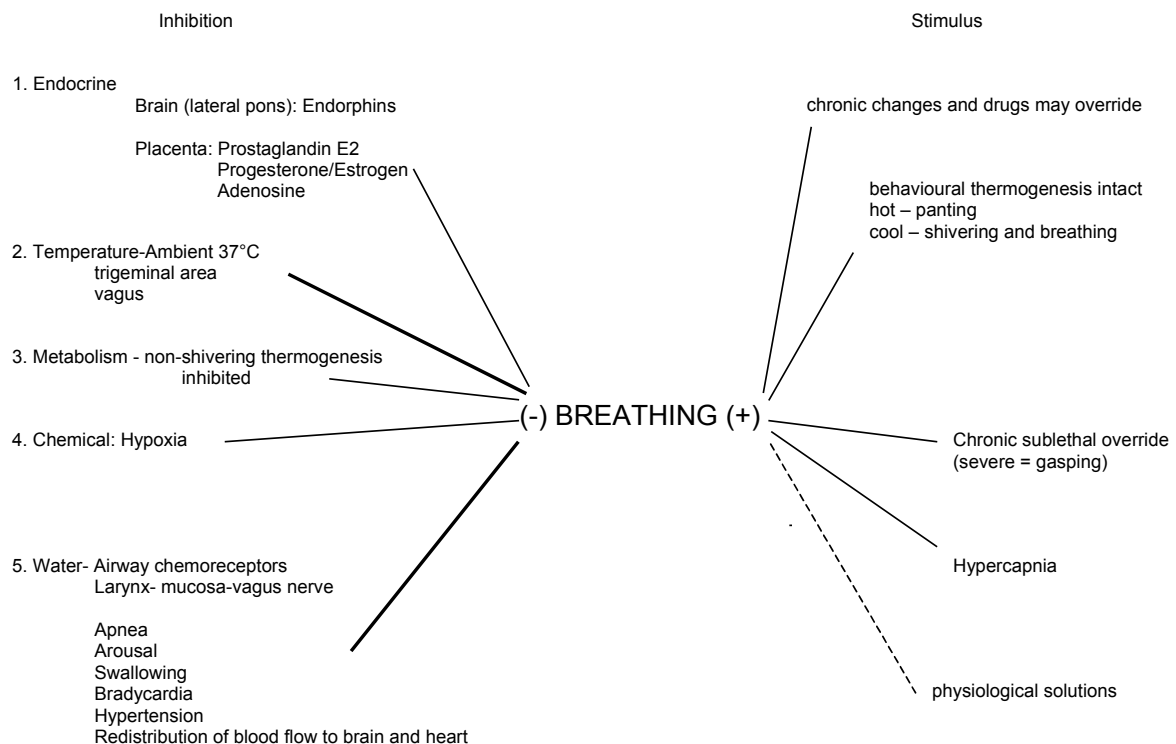 Inhibition
Stimulus
1. Endocrine
Brain (lateral pons): Endorphins
Placenta: Prostaglandin E2
Progesterone/Estrogen
Adenosine
2. Temperature-Ambient 37°C
trigeminal area
vagus
3. Metabolism - non-shivering thermogenesis
inhibited
4. Chemical: Hypoxia
5. Water- Airway chemoreceptors
Larynx- mucosa-vagus nerve
Apnea
Arousal
Swallowing
Bradycardia
Hypertension
Redistribution of blood flow to brain and heart
(-) BREATHING (+)
chronic changes and drugs may override
behavioural thermogenesis intact
hot – panting
cool – shivering and breathing
Chronic sublethal override
(severe = gasping)
Hypercapnia
physiological solutions